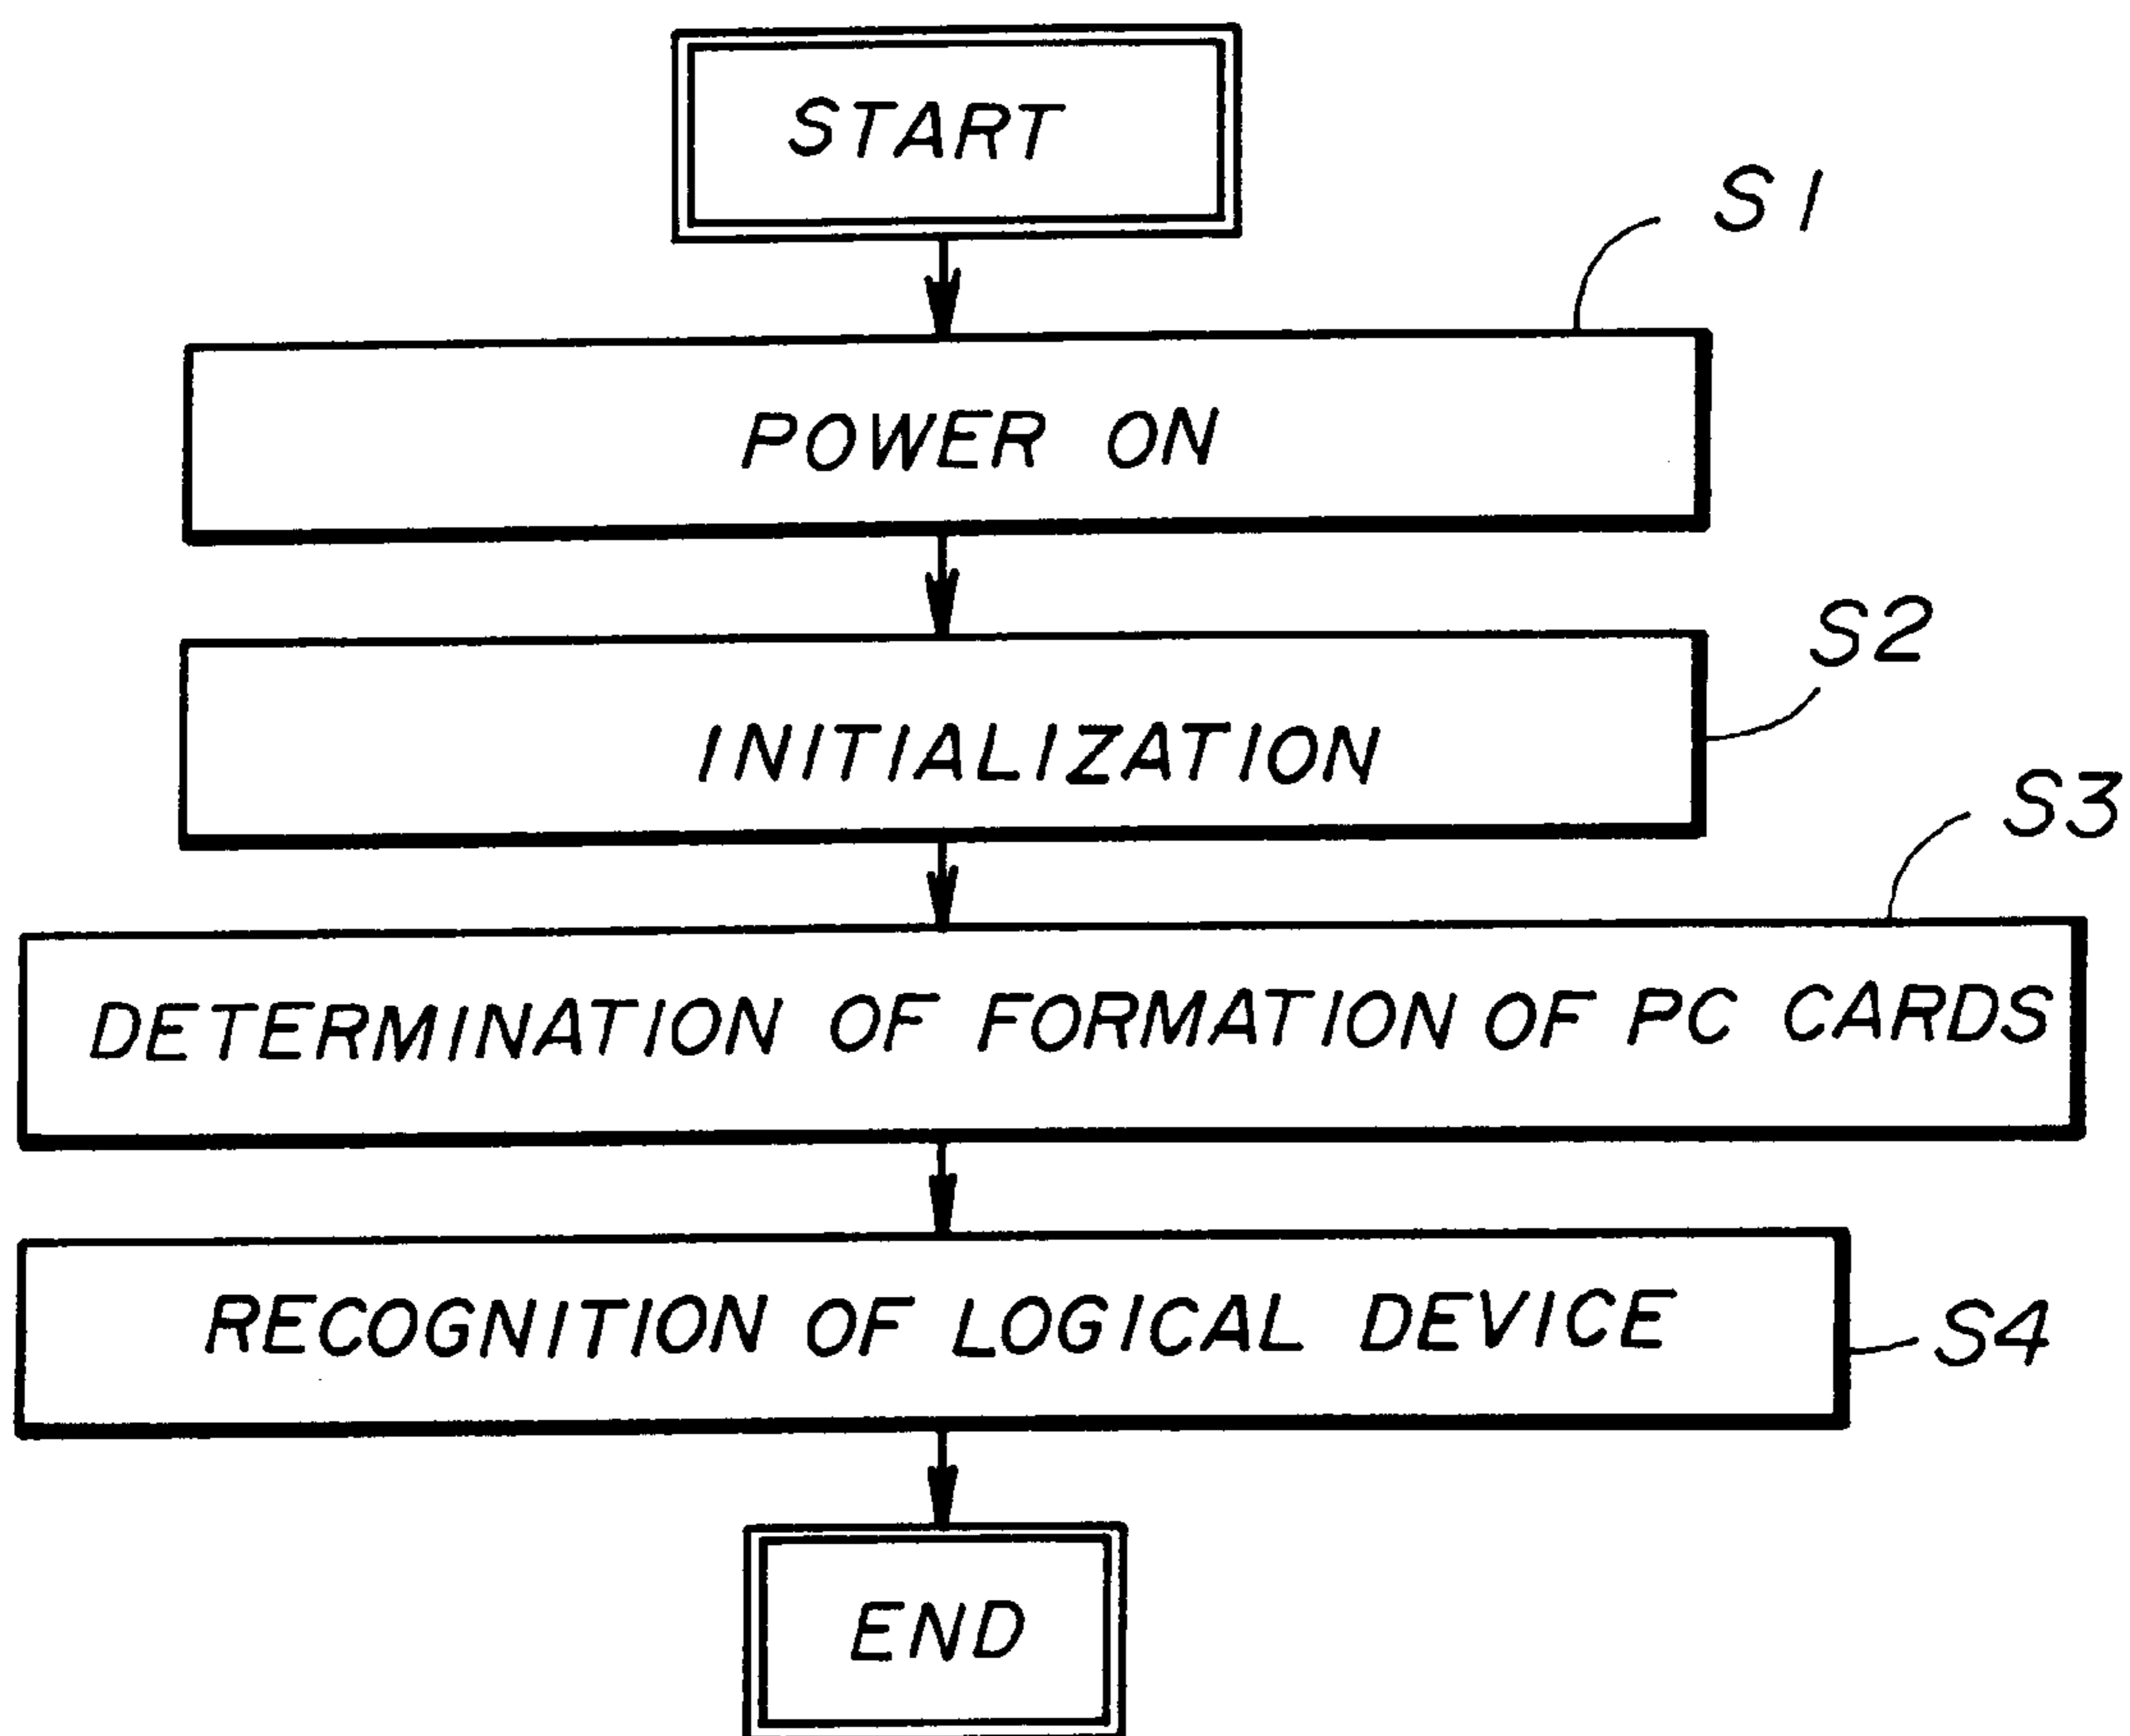 START
S1
POWER ON
S2
INITIALIZATION
S3
DETERMINATION OF FORMATION OF PC CARDS
RECOGNITION OF LOGICAL DEVICE
S4
END